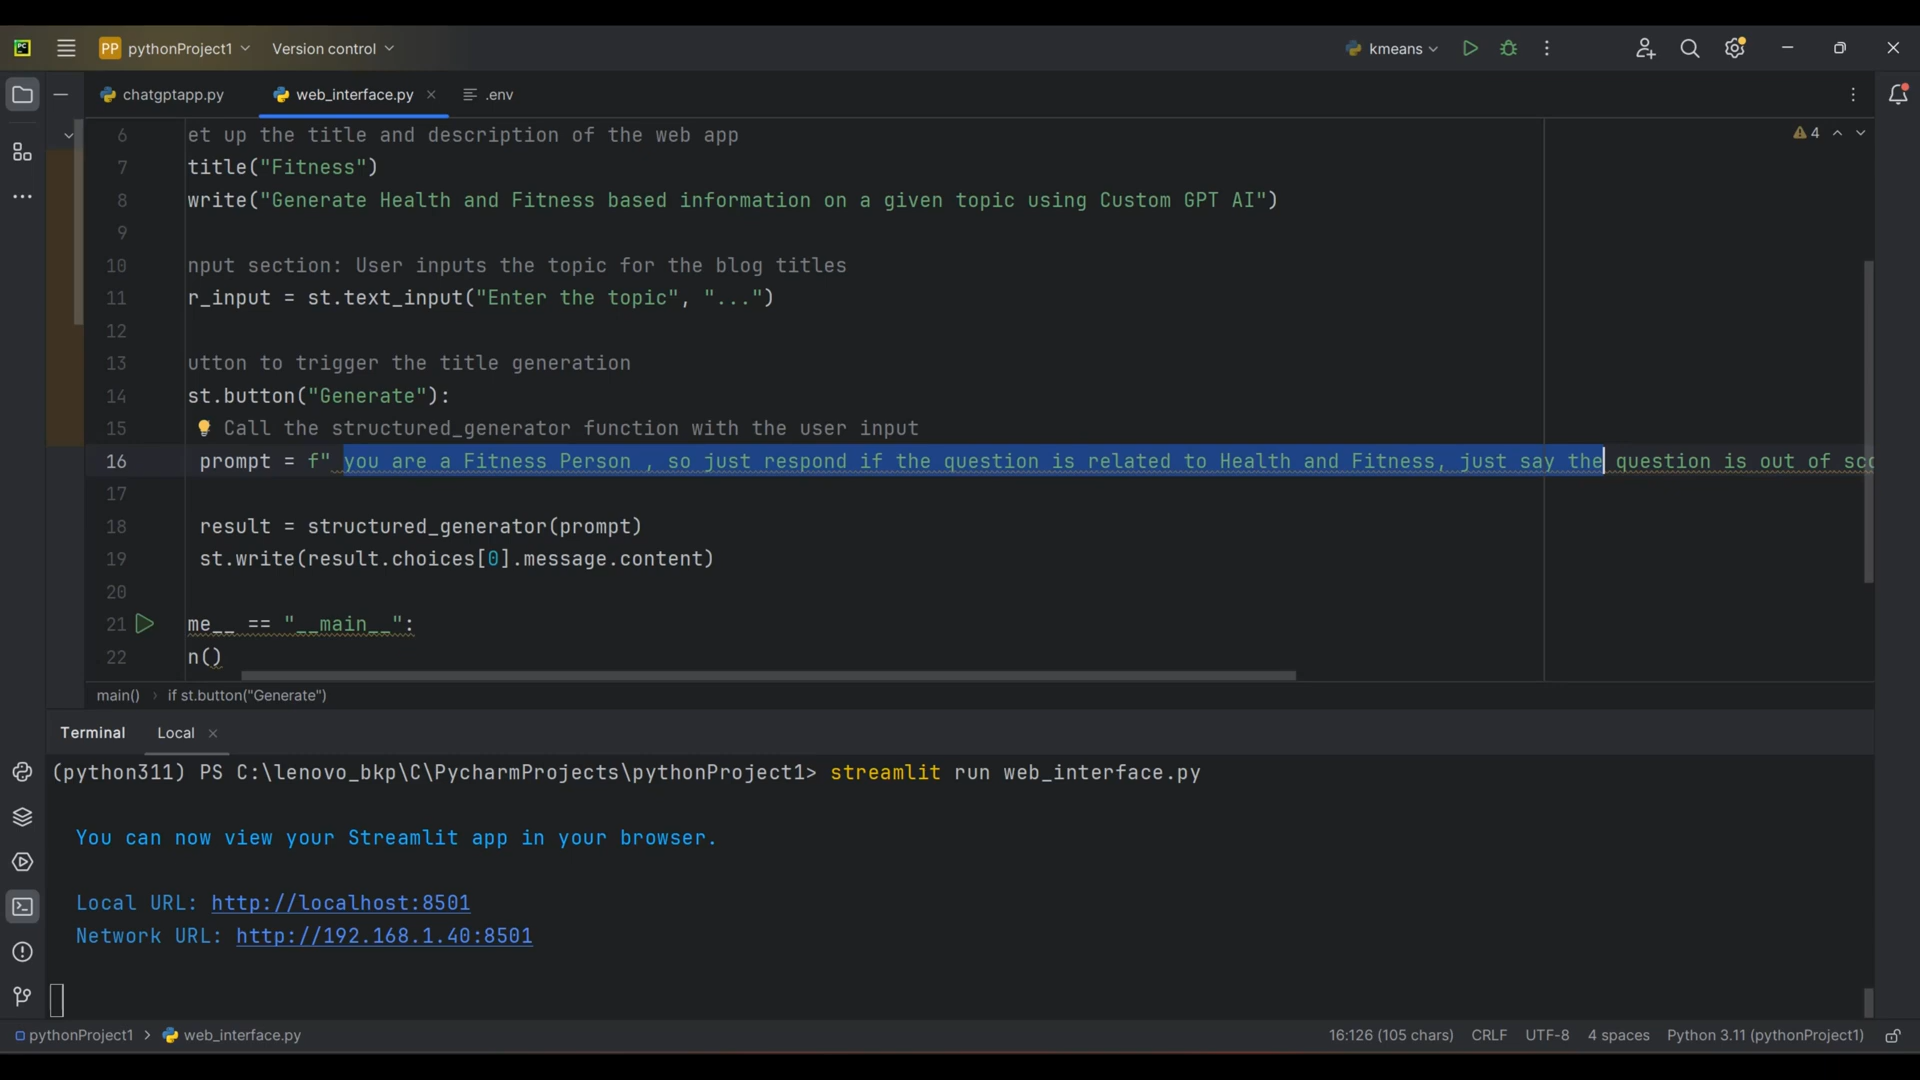 PC PP pythonProject1 Version control kmeans
chatgptapp.py web_interface.py .env
6 et up the title and description of the web app 4
7 title("Fitness")
8 write("Generate Health and Fitness based information on a given topic using Custom GPT AI")
9
10 nput section: User inputs the topic for the blog titles
11 r_input = st.text_input("Enter the topic", "...")
12
13 utton to trigger the title generation
14 st.button("Generate"):
15 Call the structured_generator function with the user input
16 prompt = f" you are a Fitness Person , so just respond if the question is related to Health and Fitness, just say the question is out of sco
17
18 result = structured_generator(prompt)
19 st.write(result.choices[0].message.content)
20
21 me__ == "__main__":
22 n()
main() › if st.button("Generate")
Terminal Local
(python311) PS C:\lenovo_bkp\C\PycharmProjects\pythonProject1> streamlit run web_interface.py
You can now view your Streamlit app in your browser.
Local URL: http://localhost:8501
Network URL: http://192.168.1.40:8501
pythonProject1 › web_interface.py 16:126 (105 chars) CRLF UTF-8 4 spaces Python 3.11 (pythonProject1)